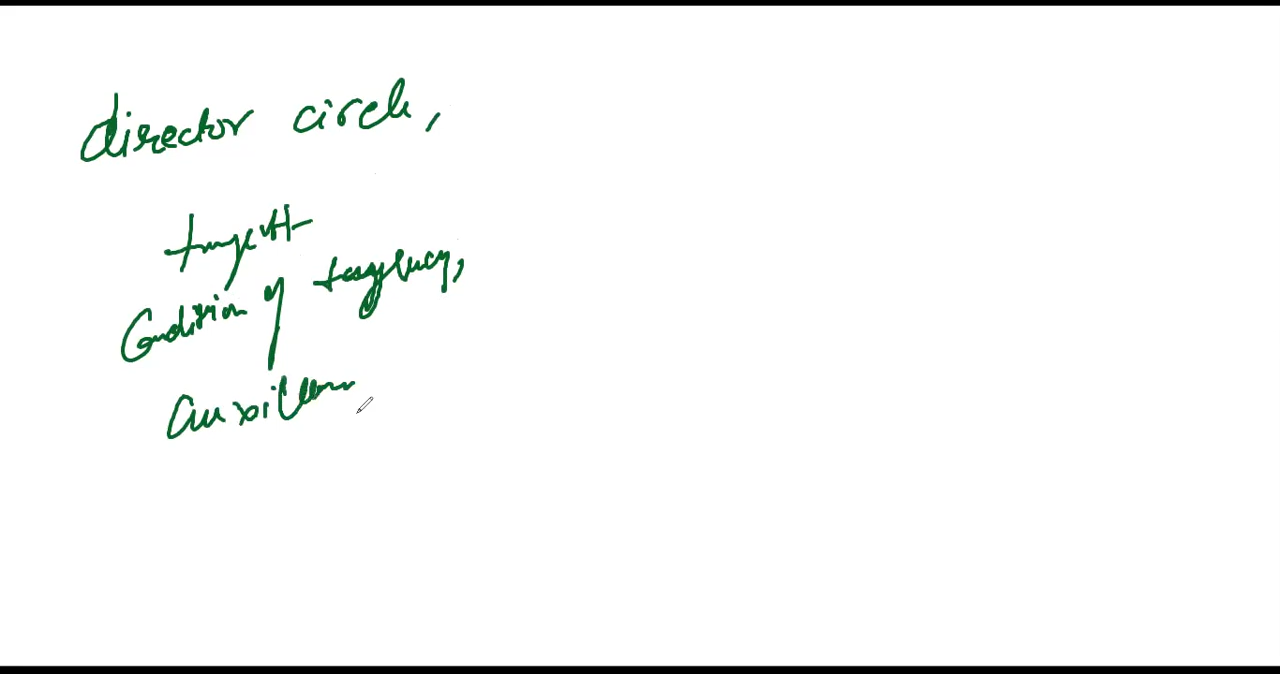 director circle,
tangent
Condition of tangency,